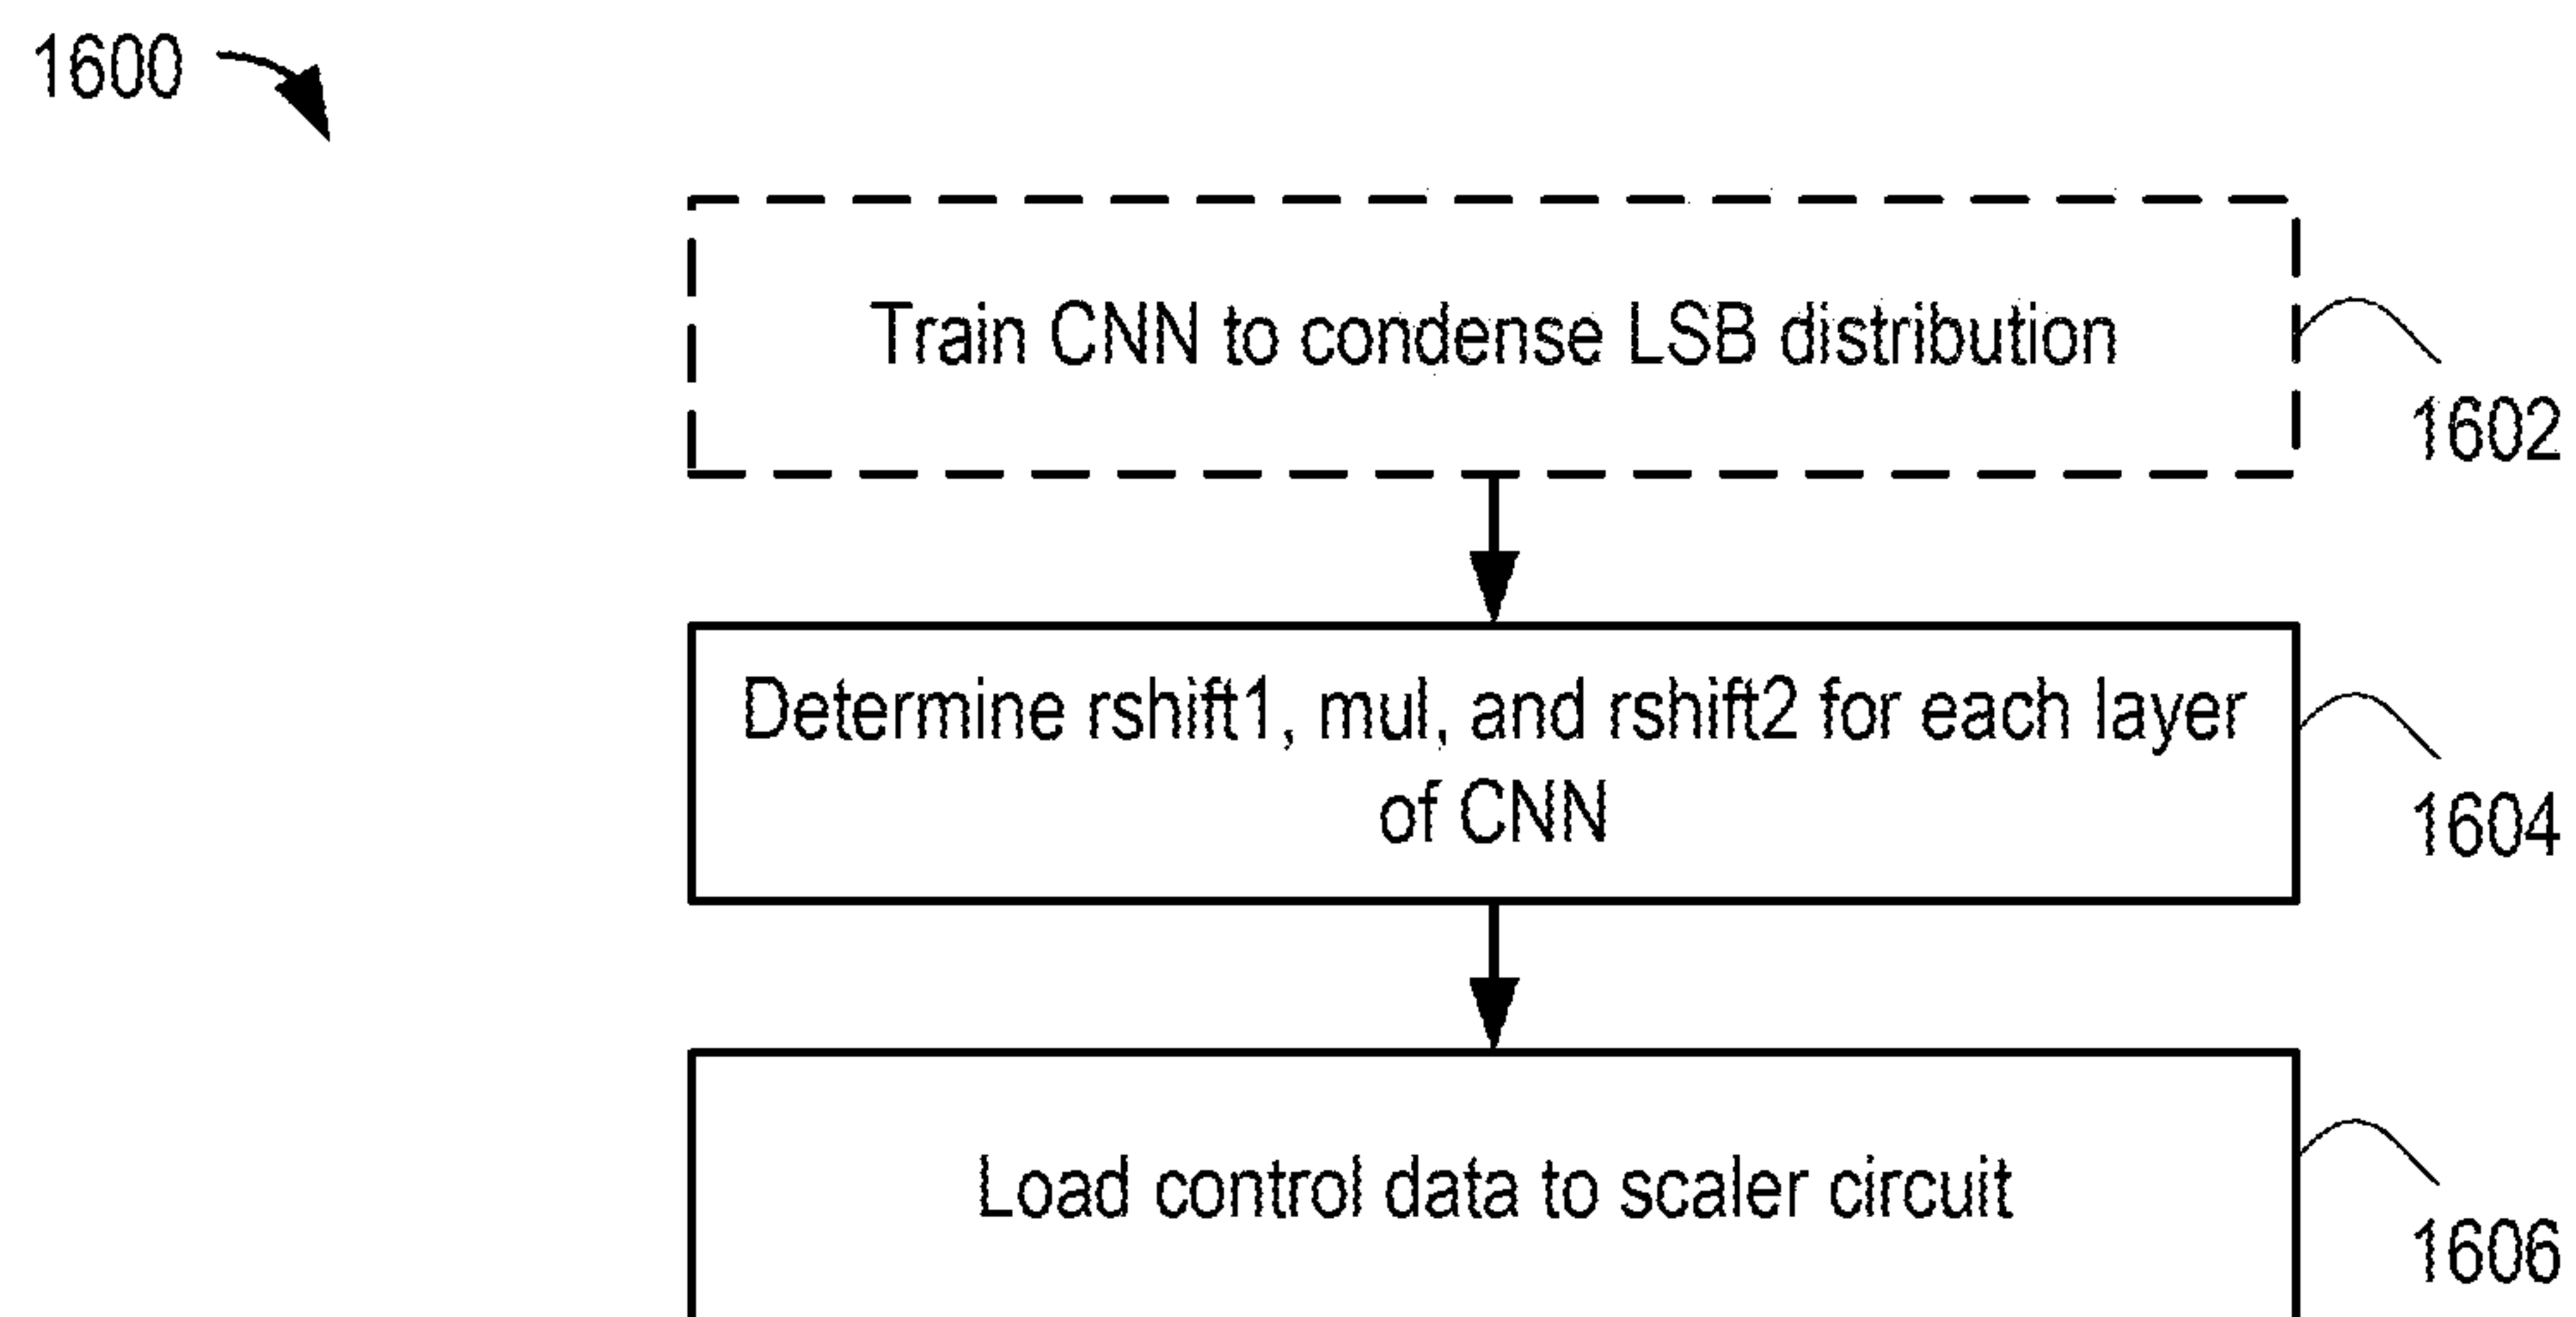 1600
Train CNN to condense LSB distribution
1602
Determine rshift1, mul, and rshift2 for each layer
of CNN
1604
Load control data to scaler circuit
1606